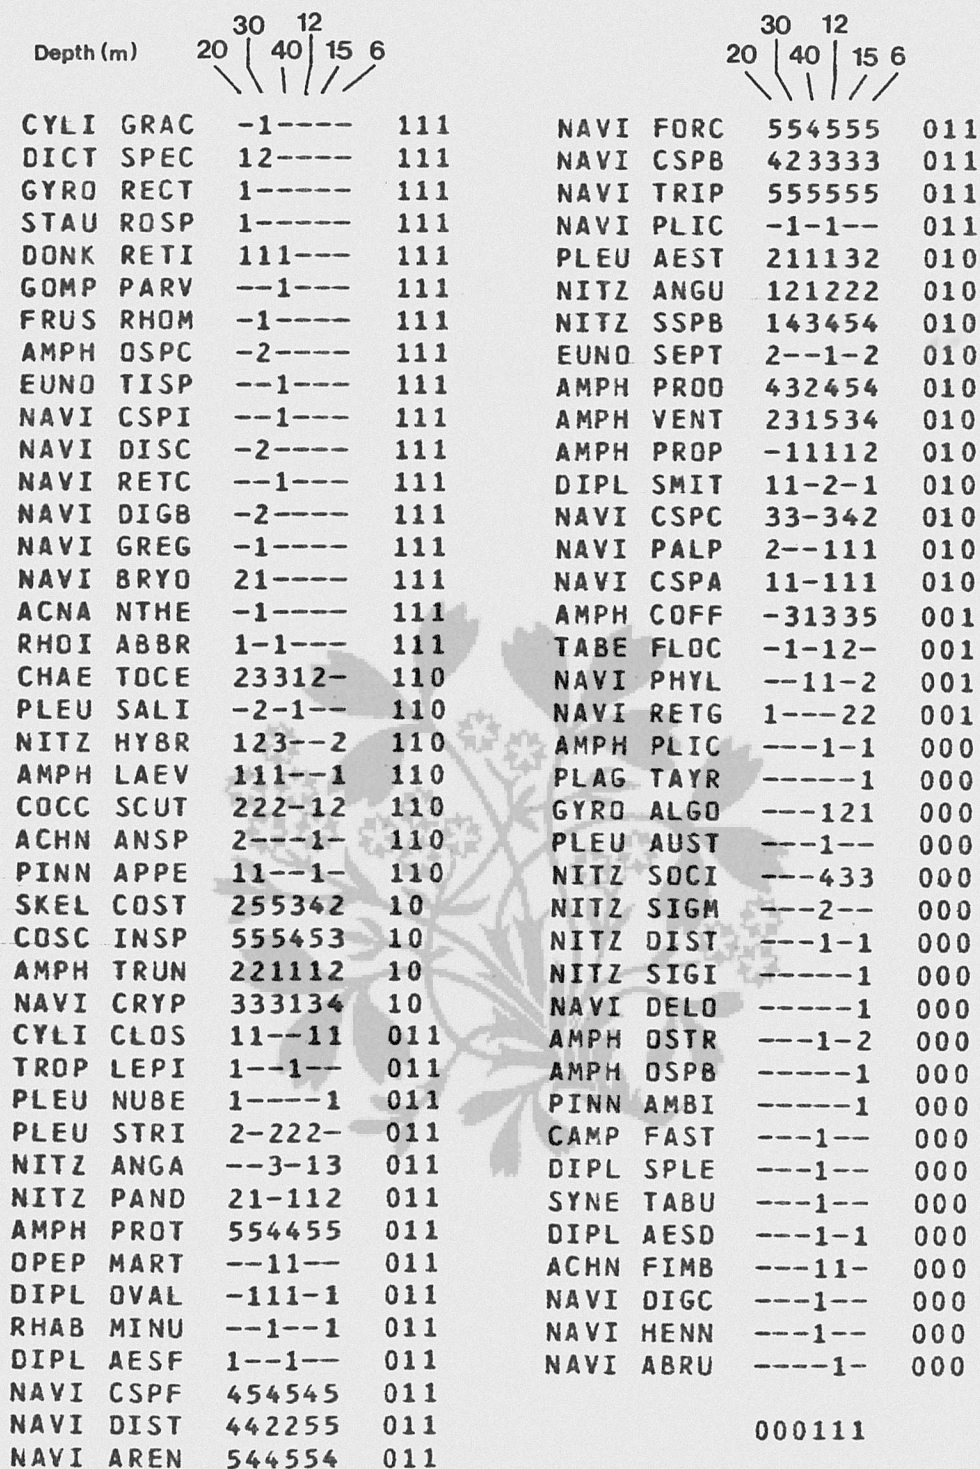 Depth (m) 20 30 40 12 15 6
CYLI GRAC -1---- 111
DICT SPEC 12---- 111
GYRO RECT 1----- 111
STAU ROSP 1----- 111
DONK RETI 111--- 111
GOMP PARV --1--- 111
FRUS RHOM -1---- 111
AMPH OSPC -2---- 111
EUNO TISP --1--- 111
NAVI CSPI --1--- 111
NAVI DISC -2---- 111
NAVI RETC --1--- 111
NAVI DIGB -2---- 111
NAVI GREG -1---- 111
NAVI BRYO 21---- 111
ACNA NTHE -1---- 111
RHOI ABBR 1-1--- 111
CHAE TOCE 23312- 110
PLEU SALI -2-1-- 110
NITZ HYBR 123--2 110
AMPH LAEV 111--1 110
COCC SCUT 222-12 110
ACHN ANSP 2---1- 110
PINN APPE 11--1- 110
SKEL COST 255342 10
COSC INSP 555453 10
AMPH TRUN 221112 10
NAVI CRYP 333134 10
CYLI CLOS 11--11 011
TROP LEPI 1--1-- 011
PLEU NUBE 1----1 011
PLEU STRI 2-222- 011
NITZ ANGA --3-13 011
NITZ PAND 21-112 011
AMPH PROT 554455 011
OPEP MART --11-- 011
DIPL OVAL -111-1 011
RHAB MINU --1--1 011
DIPL AESF 1--1-- 011
NAVI CSPF 454545 011
NAVI DIST 442255 011
NAVI AREN 544554 011
20 30 40 12 15 6
NAVI FORC 554555 011
NAVI CSPB 423333 011
NAVI TRIP 555555 011
NAVI PLIC -1-1-- 011
PLEU AEST 211132 010
NITZ ANGU 121222 010
NITZ SSPB 143454 010
EUNO SEPT 2--1-2 010
AMPH PROO 432454 010
AMPH VENT 231534 010
AMPH PROP -11112 010
DIPL SMIT 11-2-1 010
NAVI CSPC 33-342 010
NAVI PALP 2--111 010
NAVI CSPA 11-111 010
AMPH COFF -31335 001
TABE FLOC -1-12- 001
NAVI PHYL --11-2 001
NAVI RETG 1---22 001
AMPH PLIC ---1-1 000
PLAG TAYR -----1 000
GYRO ALGO ---121 000
PLEU AUST ---1-- 000
NITZ SOCI ---433 000
NITZ SIGM ---2-- 000
NITZ DIST ---1-1 000
NITZ SIGI -----1 000
NAVI DELO -----1 000
AMPH OSTR ---1-2 000
AMPH OSPB -----1 000
PINN AMBI -----1 000
CAMP FAST ---1-- 000
DIPL SPLE ---1-- 000
SYNE TABU ---1-- 000
DIPL AESD ---1-1 000
ACHN FIMB ---11- 000
NAVI DIGC ---1-- 000
NAVI HENN ---1-- 000
NAVI ABRU ----1- 000
000111